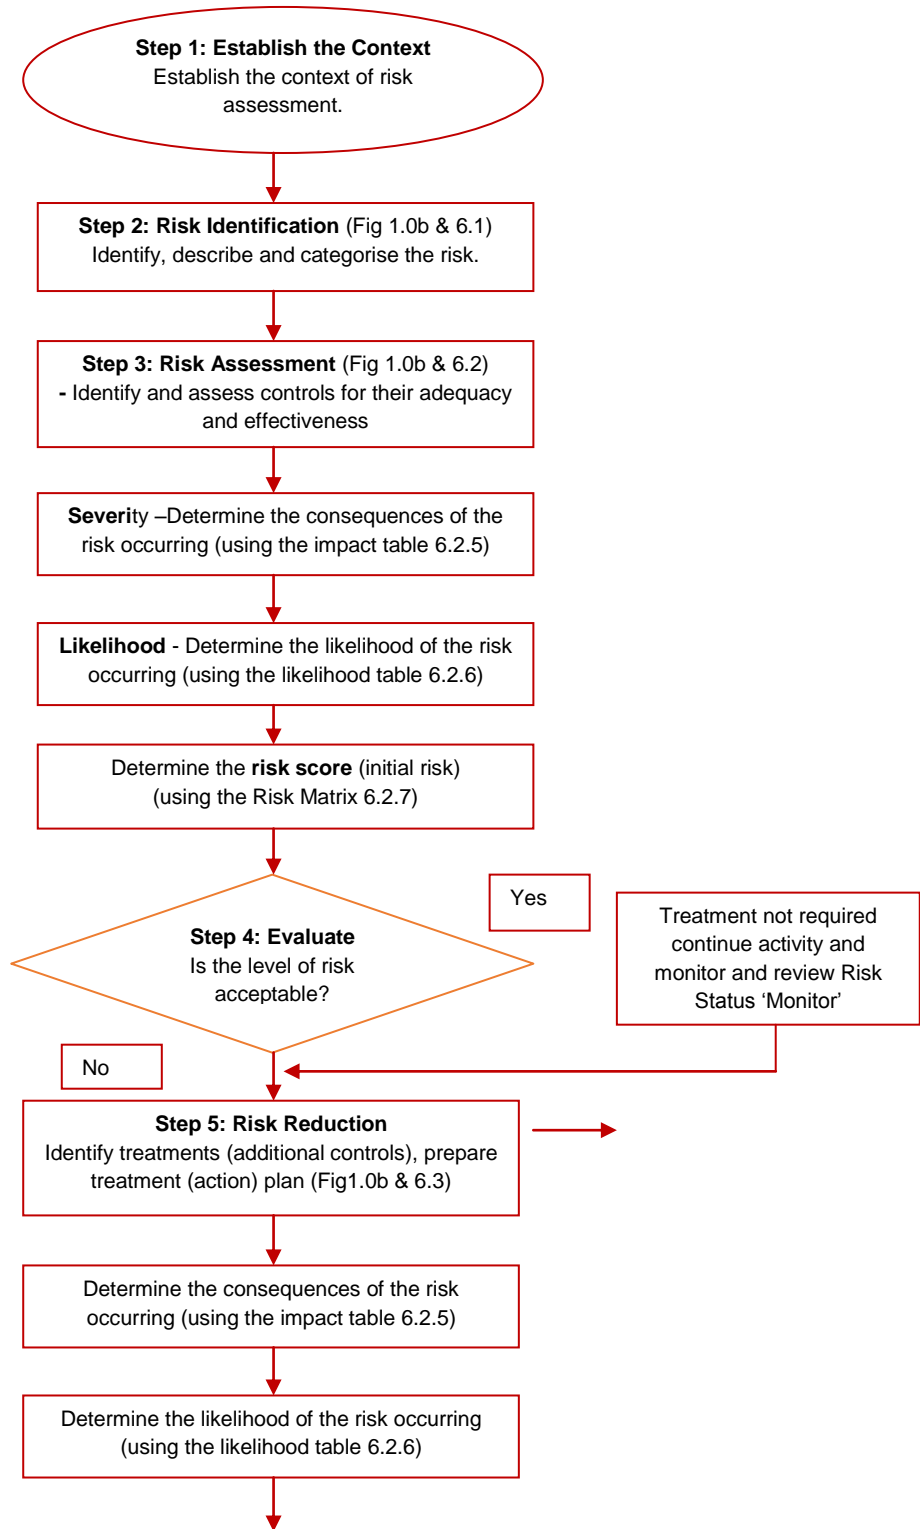 Step 1: Establish the Context
Establish the context of risk
assessment.
Step 2: Risk Identification (Fig 1.0b & 6.1)
Identify, describe and categorise the risk.
Step 3: Risk Assessment (Fig 1.0b & 6.2)
- Identify and assess controls for their adequacy
and effectiveness
Severity –Determine the consequences of the
risk occurring (using the impact table 6.2.5)
Likelihood - Determine the likelihood of the risk
occurring (using the likelihood table 6.2.6)
Determine the risk score (initial risk)
(using the Risk Matrix 6.2.7)
Step 4: Evaluate
Is the level of risk
acceptable?
Yes
Treatment not required
continue activity and
monitor and review Risk
Status ‘Monitor’
No
Step 5: Risk Reduction
Identify treatments (additional controls), prepare
treatment (action) plan (Fig1.0b & 6.3)
Determine the consequences of the risk
occurring (using the impact table 6.2.5)
Determine the likelihood of the risk occurring
(using the likelihood table 6.2.6)